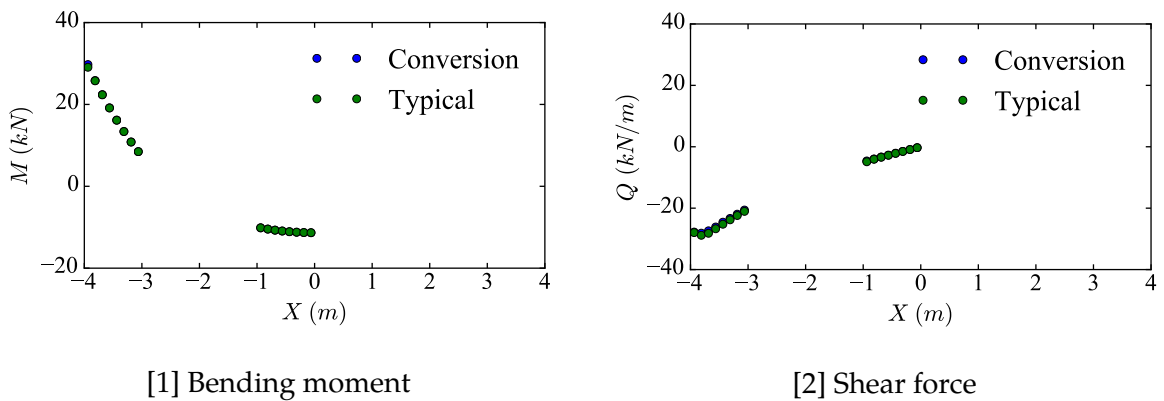 40
20
0
−20
M (kN)
−4 −3 −2 −1 0 1 2 3 4
X (m)
Conversion
Typical
[1] Bending moment
40
20
0
−20
−40
Q (kN/m)
−4 −3 −2 −1 0 1 2 3 4
X (m)
Conversion
Typical
[2] Shear force